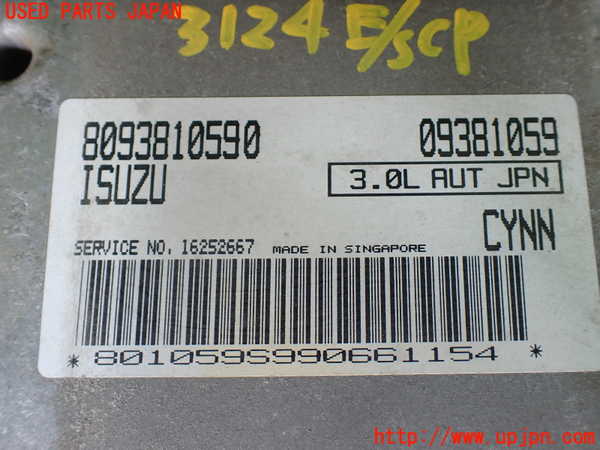 USED PARTS JAPAN
3124 E/SCP
8093810590 09381059
ISUZU 3.0L AUT JPN
CYNN
SERVICE NO. 16252667 MADE IN SINGAPORE
*801059S990661154*
http://www.upjpn.com/